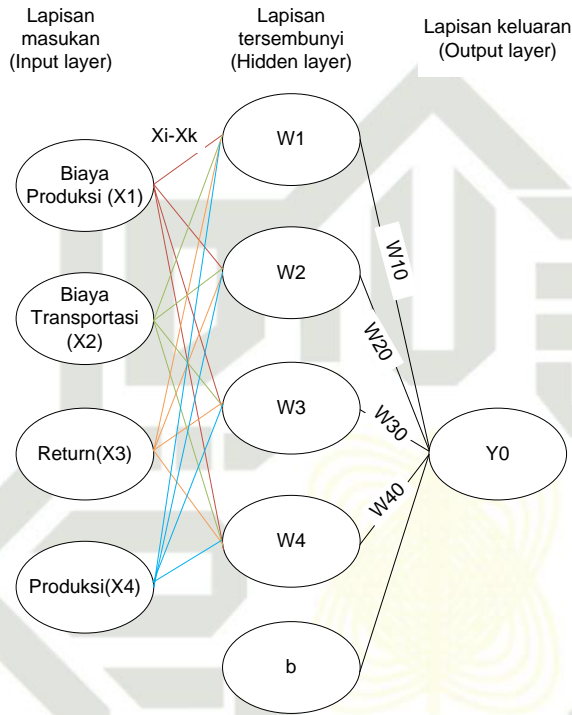 Lapisan
masukan
(Input layer)
Lapisan
tersembunyi
(Hidden layer)
Lapisan keluaran
(Output layer)
Biaya
Produksi (X1)
Biaya
Transportasi
(X2)
Return(X3)
Produksi(X4)
Xi-Xk
W1
W2
W3
W4
b
W10
W20
W30
W40
Y0